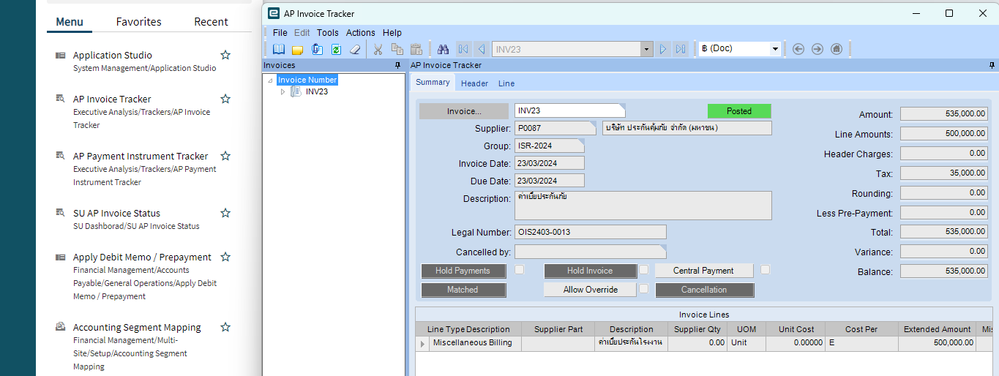 Menu
Favorites
Recent
Application Studio
System Management/Application Studio
AP Invoice Tracker
Executive Analysis/Trackers/AP Invoice
Tracker
AP Payment Instrument Tracker
Executive Analysis/Trackers/AP Payment
Instrument Tracker
SU AP Invoice Status
SU Dashborad/SU AP Invoice Status
Apply Debit Memo / Prepayment
Financial Management/Accounts
Payable/General Operations/Apply Debit
Memo / Prepayment
Accounting Segment Mapping
Financial Management/Multi-
Site/Setup/Accounting Segment
Mapping
AP Invoice Tracker
File Edit Tools Actions Help
INV23
฿ (Doc)
Invoices
Invoice Number
INV23
AP Invoice Tracker
Summary Header Line
Invoice... INV23 Posted
Supplier: P0087 บริษัท ประกันคุ้มภัย จำกัด (มหาชน)
Group: ISR-2024
Invoice Date: 23/03/2024
Due Date: 23/03/2024
Description: ค่าเบี้ยประกันภัย
Legal Number: OIS2403-0013
Cancelled by:
Hold Payments Hold Invoice Central Payment
Matched Allow Override Cancellation
Amount: 535,000.00
Line Amounts: 500,000.00
Header Charges: 0.00
Tax: 35,000.00
Rounding: 0.00
Less Pre-Payment: 0.00
Total: 535,000.00
Variance: 0.00
Balance: 535,000.00
Invoice Lines
Line Type Description Supplier Part Description Supplier Qty UOM Unit Cost Cost Per Extended Amount Mis
Miscellaneous Billing ค่าเบี้ยประกันโรงงาน 0.00 Unit 0.00000 E 500,000.00